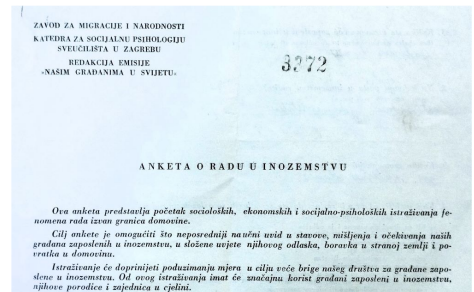 ZAVOD ZA MIGRACIJE I NARODNOSTI
KATEDRA ZA SOCIJALNU PSIHOLOGIJU
SVEUČILIŠTA U ZAGREBU
REDAKCIJA EMISIJE
»NAŠIM GRAĐANIMA U SVIJETU«
3372
ANKETA O RADU U INOZEMSTVU
Ova anketa predstavlja početak socioloških, ekonomskih i socijalno-psiholoških istraživanja fe-
nomena rada izvan granica domovine.
Cilj ankete je omogućiti što neposredniji naučni uvid u stavove, mišljenja i očekivanja naših
građana zaposlenih u inozemstvu, u složene uvjete njihovog odlaska, boravka u stranoj zemlji i po-
vratka u domovinu.
Istraživanje će doprinijeti poduzimanju mjera u cilju veće brige našeg društva za građane zapo-
slene u inozemstvu. Od ovog istraživanja imat će značajnu korist građani zaposleni u inozemstvu,
njihove porodice i zajednica u cjelini.